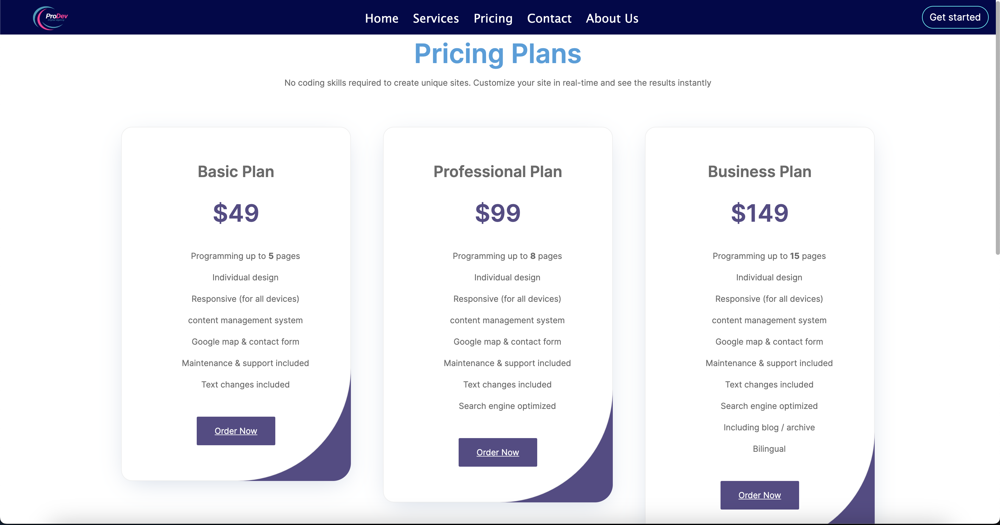 ProDev
Digital Agency
Home Services Pricing Contact About Us
Get started
Pricing Plans
No coding skills required to create unique sites. Customize your site in real-time and see the results instantly
Basic Plan
$49
Programming up to 5 pages
Individual design
Responsive (for all devices)
content management system
Google map & contact form
Maintenance & support included
Text changes included
Order Now
Professional Plan
$99
Programming up to 8 pages
Individual design
Responsive (for all devices)
content management system
Google map & contact form
Maintenance & support included
Text changes included
Search engine optimized
Order Now
Business Plan
$149
Programming up to 15 pages
Individual design
Responsive (for all devices)
content management system
Google map & contact form
Maintenance & support included
Text changes included
Search engine optimized
Including blog / archive
Bilingual
Order Now